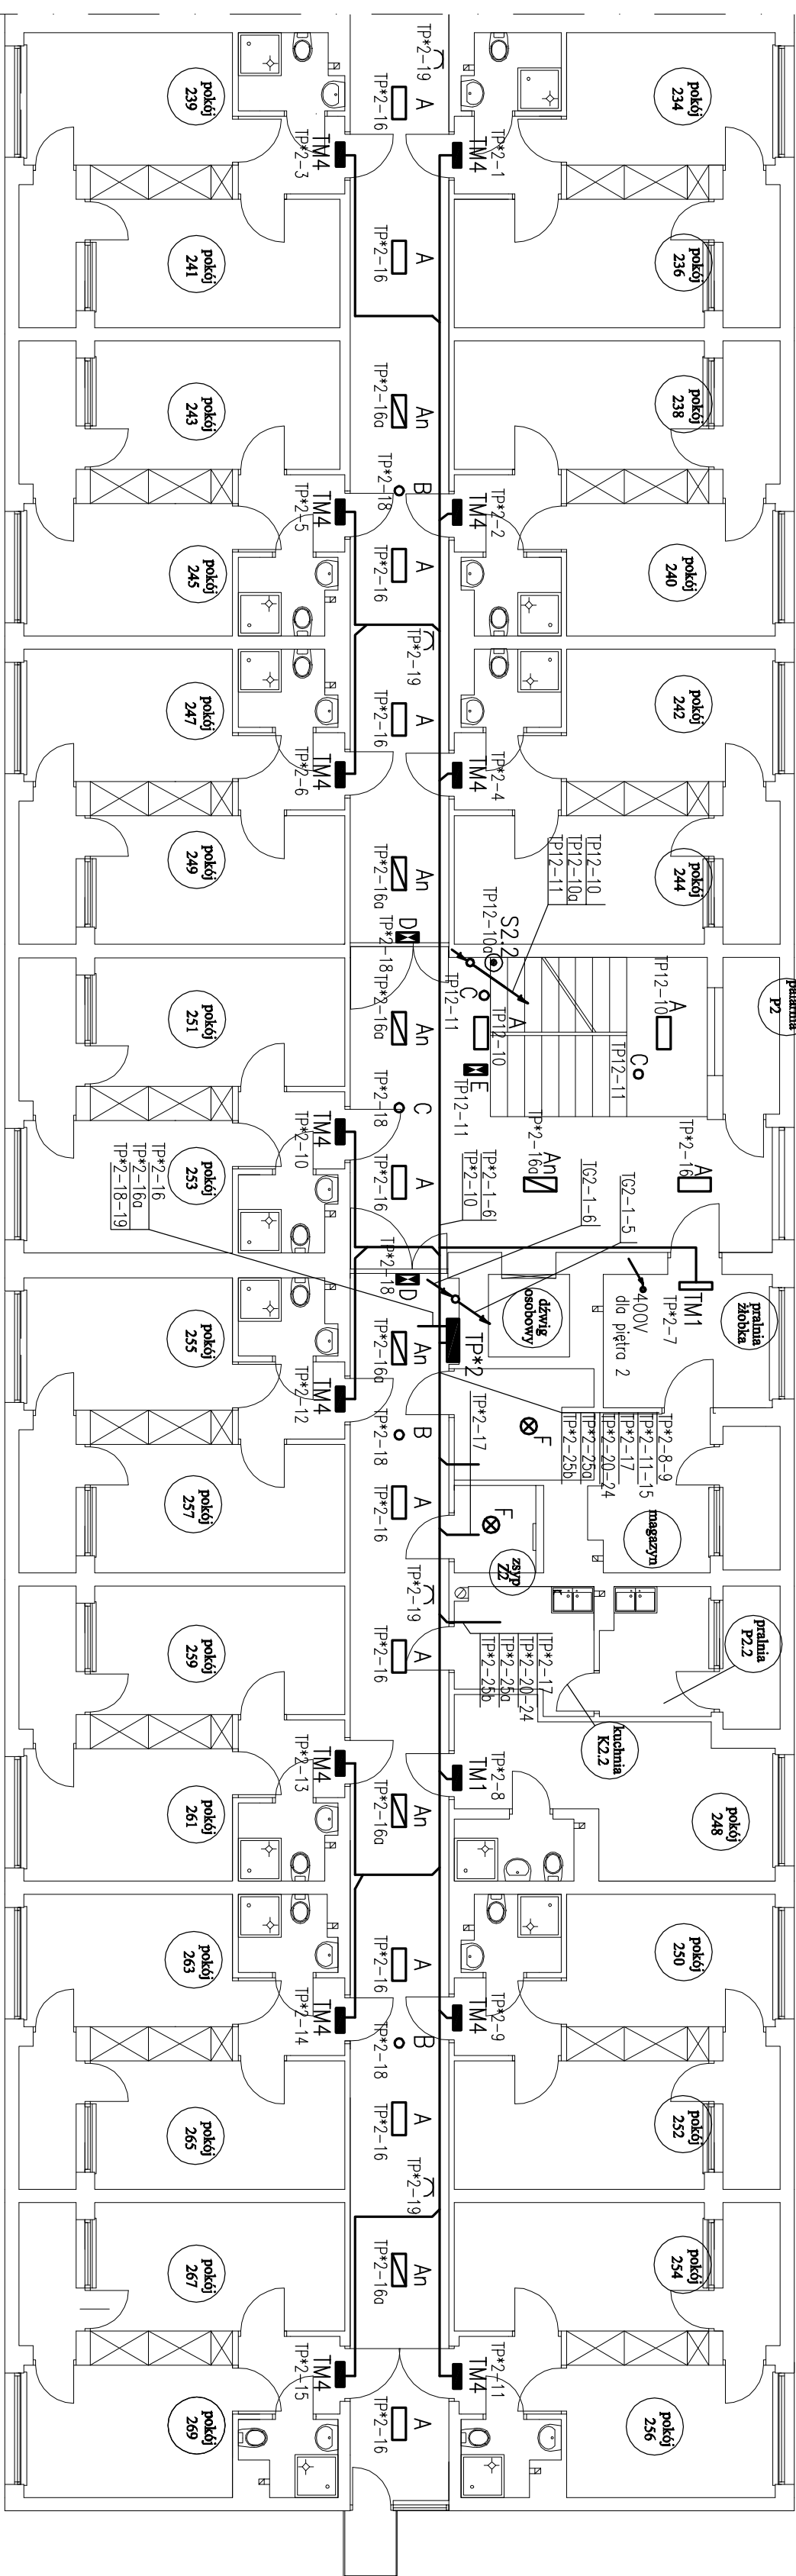 TP*2-19
A
TP*2-16
pokój
239
pokój
234
TM4
TP*2-3
TP*2-1
TM4
A
TP*2-16
pokój
241
pokój
236
An
TP*2-16a
pokój
243
pokój
238
B
TP*2-18
TM4
TP*2-5
TP*2-2
TM4
A
TP*2-16
pokój
245
pokój
240
TP*2-19
A
TP*2-16
pokój
247
pokój
242
TM4
TP*2-6
TP*2-4
TM4
An
TP*2-16a
pokój
249
pokój
244
TP12-10
TP12-10a
TP12-11
D
TP*2-18
S2.2
TP12-10a
An
TP*2-16a
pokój
251
C
TP12-11
A
TP12-10
A
TP12-10
C
TP12-11
P2
E
TP12-11
C
TP*2-18
TM4
TP*2-10
A
TP*2-16
pokój
253
An
TP*2-16a
A
TP*2-16
TP*2-16
TP*2-16a
TP*2-18-19
TP*2-1-6
TP*2-10
TG2-1-6
TG2-1-5
D
TP*2-18
TP*2
dźwig
osobowy
400V
dla piętra 2
TM1
TP*2-7
pralnia
żłobka
An
TP*2-16a
pokój
255
TM4
TP*2-12
B
TP*2-18
TP*2-17
F
TP*2-8-9
TP*2-11-15
TP*2-17
TP*2-20-24
TP*2-25a
TP*2-25b
A
TP*2-16
pokój
257
F
magazyn
zsyp
Z2
TP*2-19
A
TP*2-16
pokój
259
TP*2-17
TP*2-20-24
TP*2-25a
TP*2-25b
pralnia
P2.2
kuchnia
K2.2
TM4
TP*2-13
TP*2-8
TM1
An
TP*2-16a
pokój
261
pokój
248
A
TP*2-16
pokój
263
pokój
250
TM4
TP*2-14
TP*2-9
TM4
B
TP*2-18
A
TP*2-16
pokój
265
pokój
252
TP*2-19
An
TP*2-16a
pokój
267
pokój
254
TM4
TP*2-15
TP*2-11
TM4
A
TP*2-16
pokój
269
pokój
256